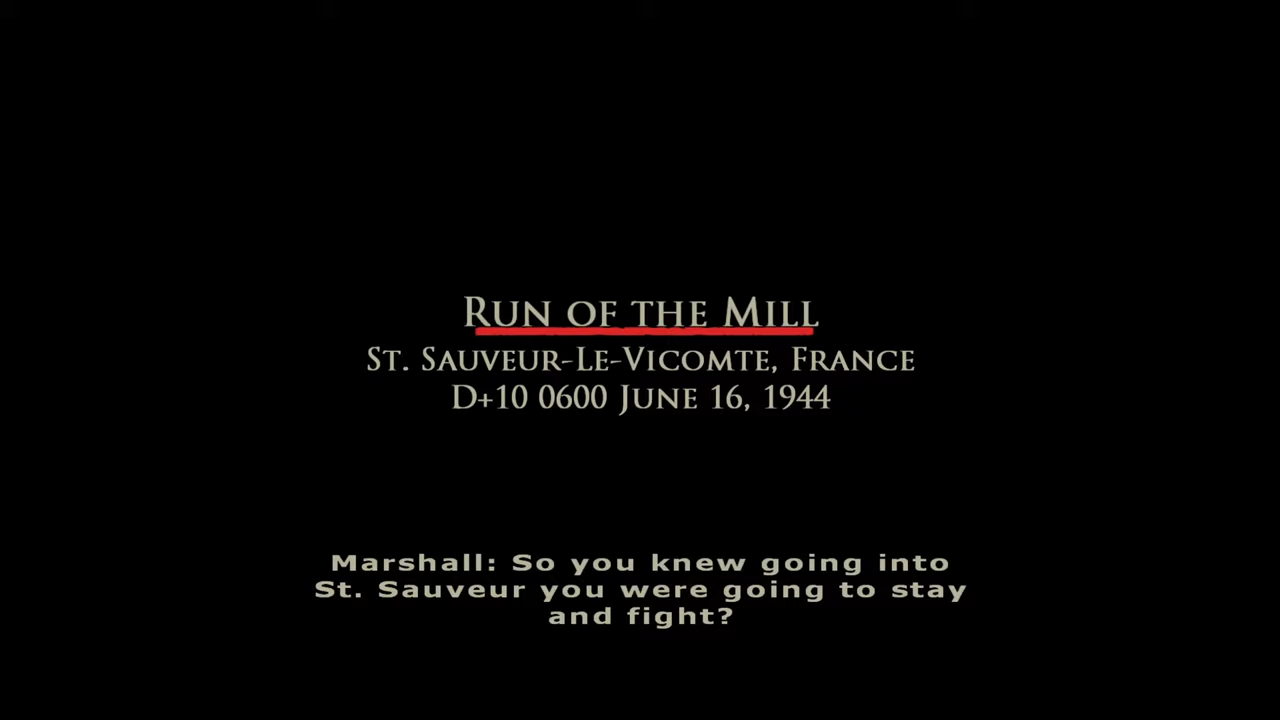 Run of the Mill
St. Sauveur-Le-Vicomte, France
D+10 0600 June 16, 1944
Marshall: So you knew going into
St. Sauveur you were going to stay
and fight?